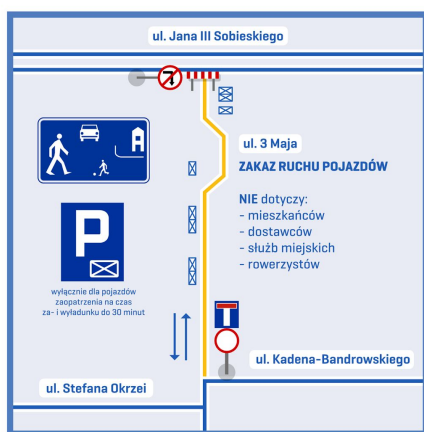 ul. Jana III Sobieskiego
ul. 3 Maja
ZAKAZ RUCHU POJAZDÓW
NIE dotyczy:
- mieszkańców
- dostawców
- służb miejskich
- rowerzystów
P
wyłącznie dla pojazdów
zaopatrzenia na czas
za- i wyładunku do 30 minut
ul. Kadena-Bandrowskiego
ul. Stefana Okrzei